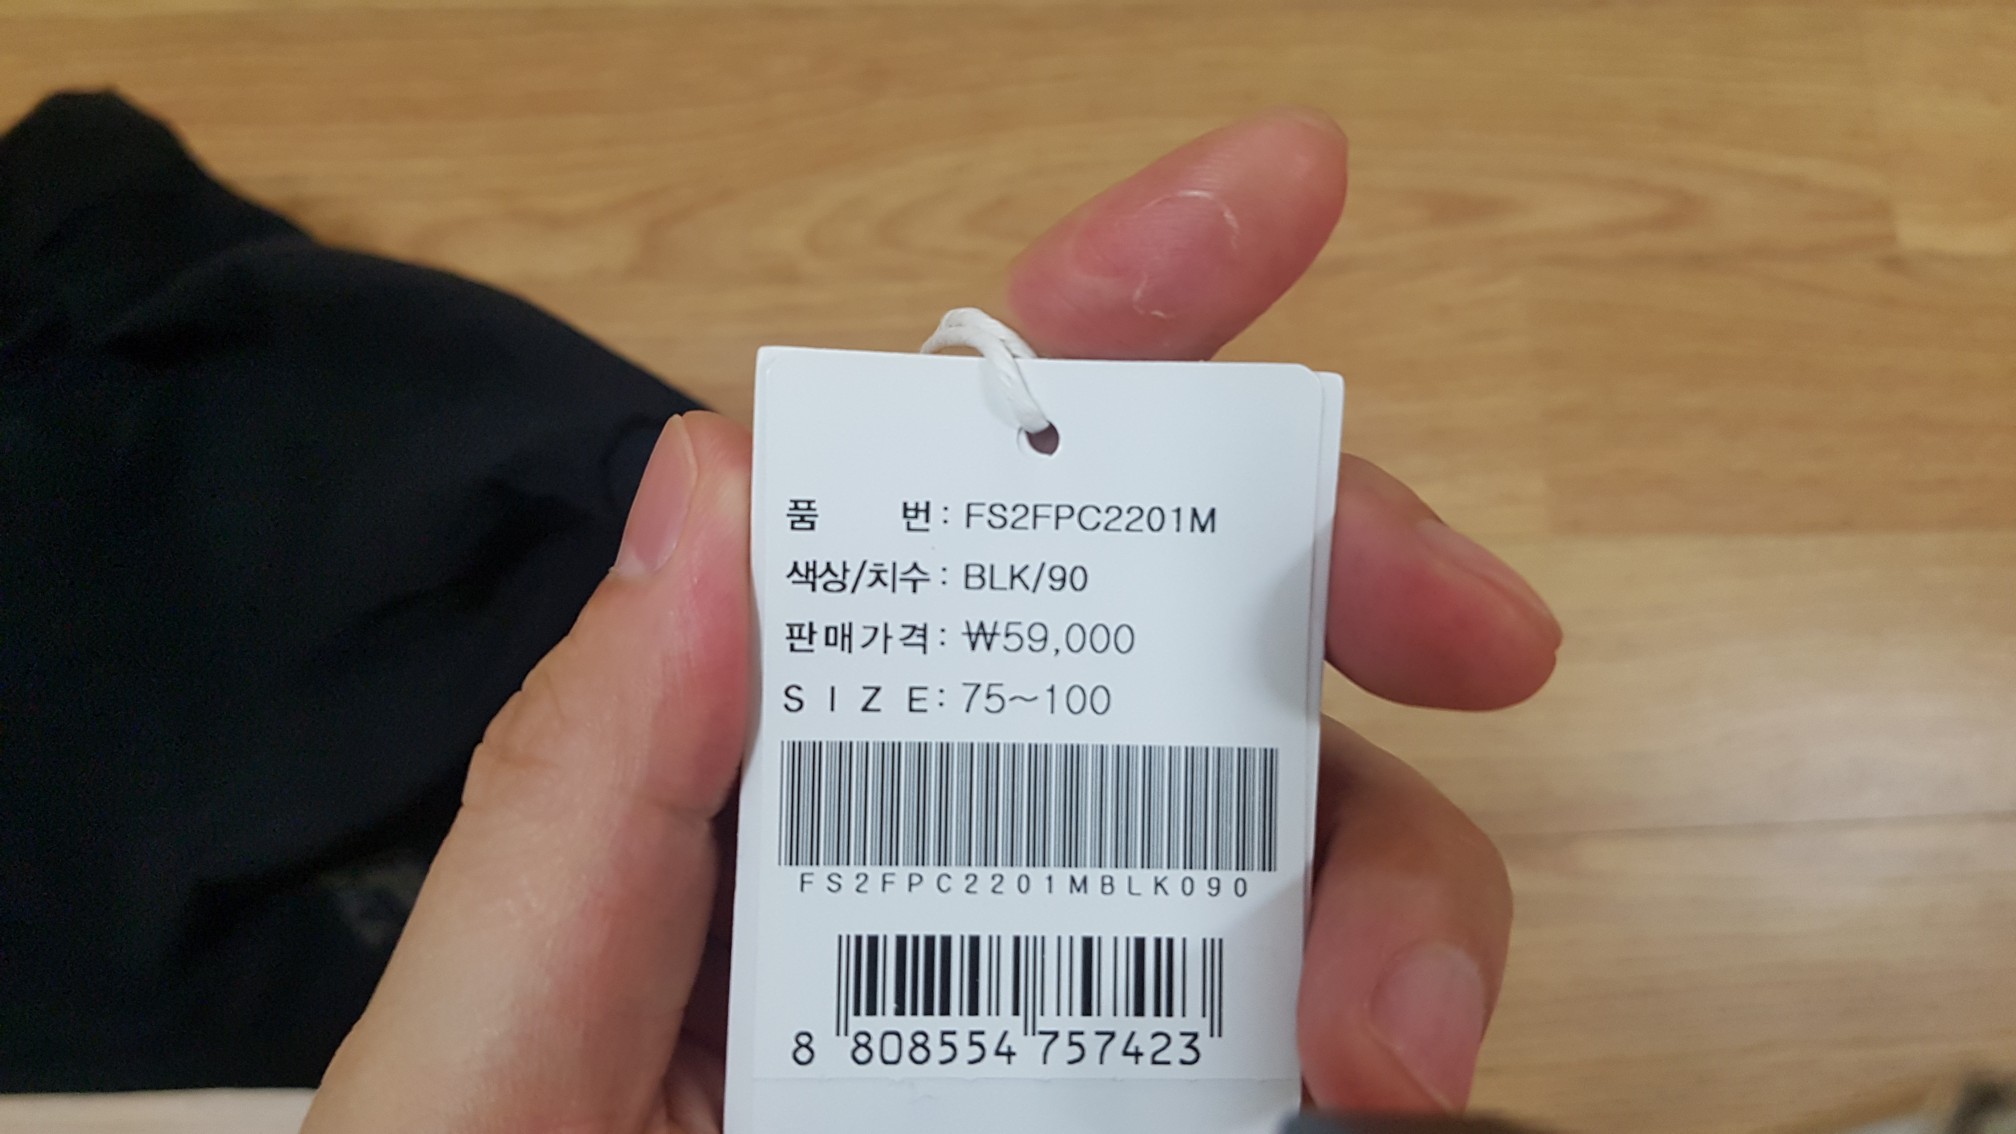 품 번: FS2FPC2201M
색상/치수: BLK/90
판매가격: ₩59,000
SIZE: 75~100
FS2FPC2201MBLK090
8 808554 757423